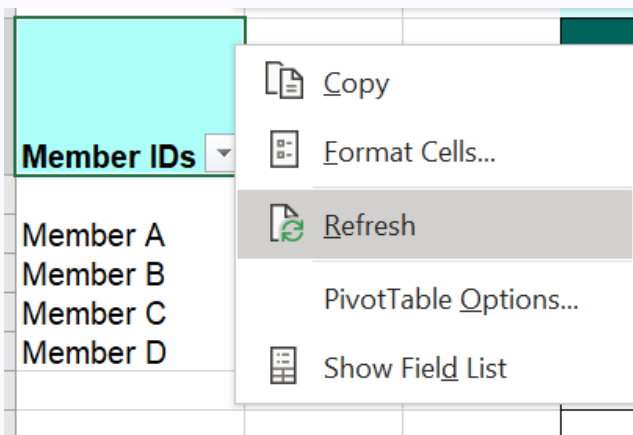 Member IDs
Member A
Member B
Member C
Member D
Copy
Format Cells...
Refresh
PivotTable Options...
Show Field List